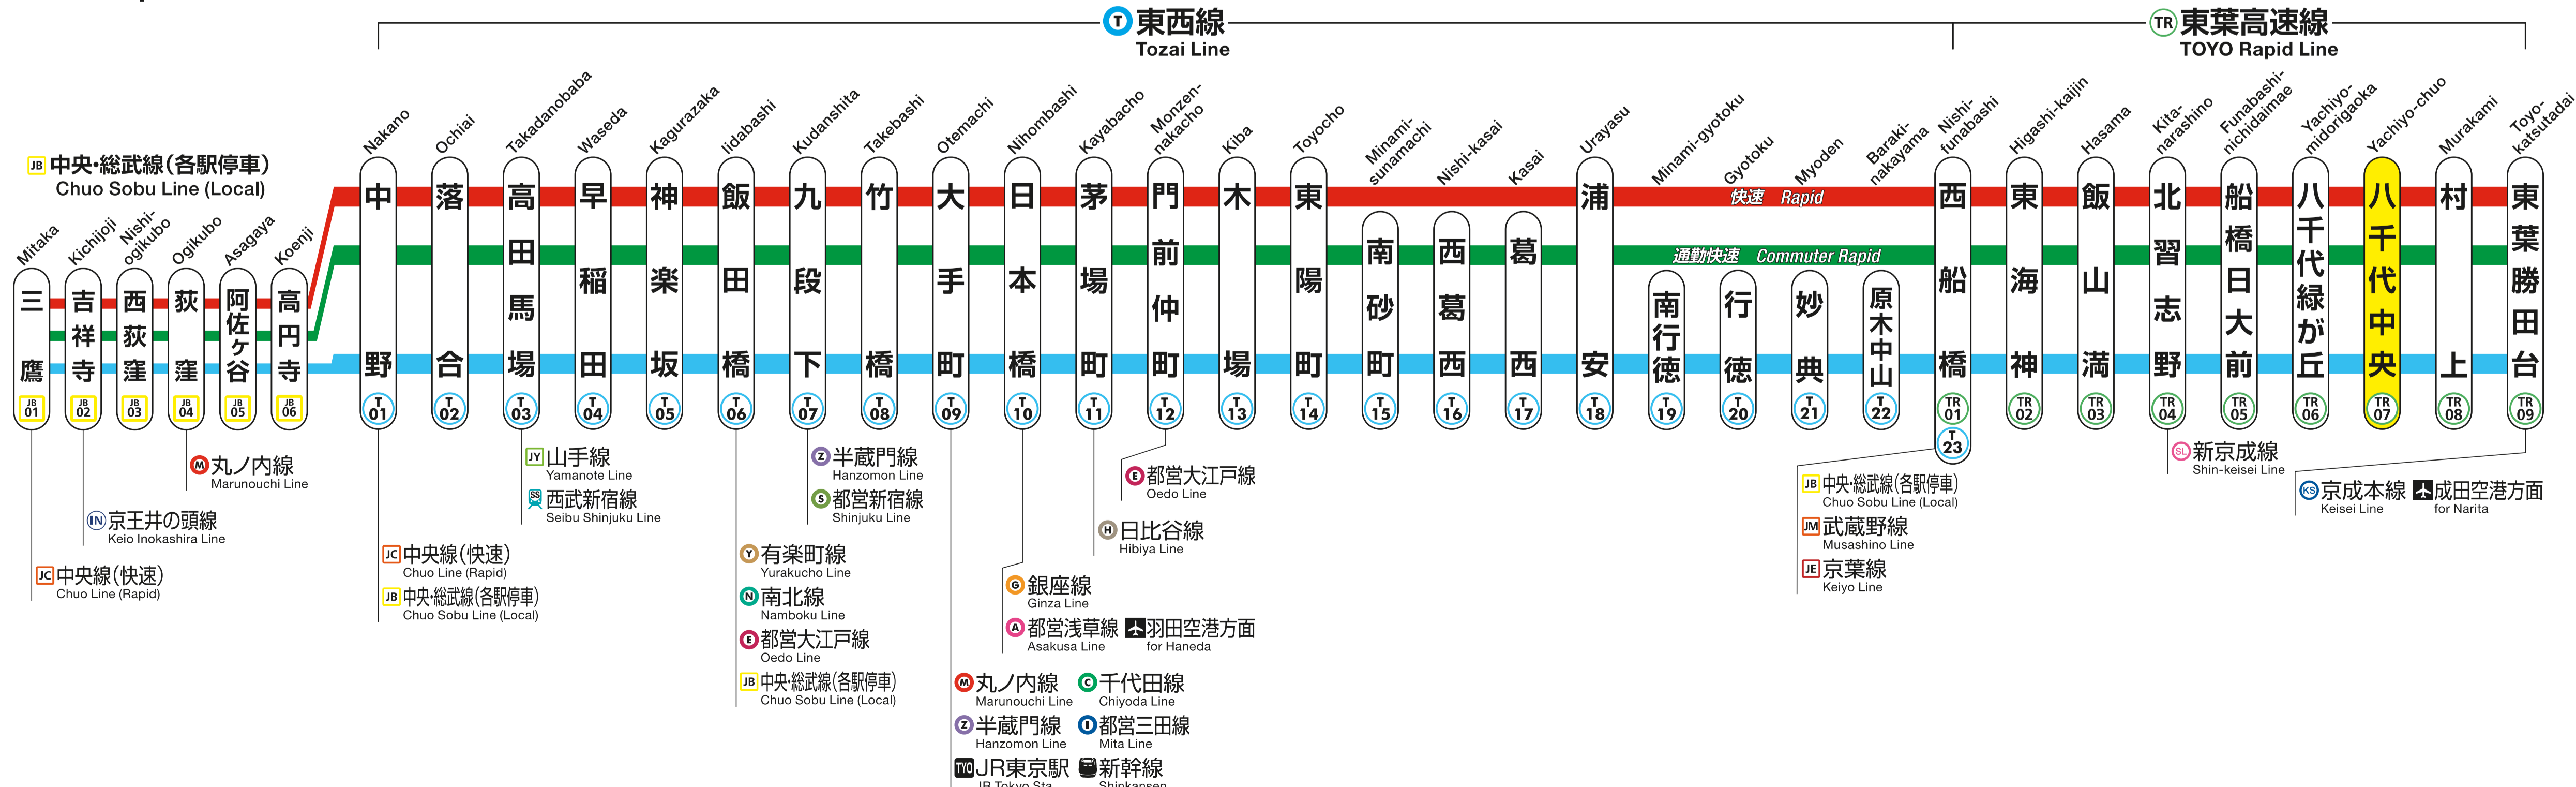 T 東西線
Tozai Line
TR 東葉高速線
TOYO Rapid Line
JB 中央・総武線（各駅停車）
Chuo Sobu Line (Local)
Mitaka
三鷹
JB 01
Kichijoji
吉祥寺
JB 02
Nishi-
ogikubo
西荻窪
JB 03
Ogikubo
荻窪
JB 04
Asagaya
阿佐ケ谷
JB 05
Koenji
高円寺
JB 06
Nakano
中野
T 01
Ochiai
落合
T 02
Takadanobaba
高田馬場
T 03
Waseda
早稲田
T 04
Kagurazaka
神楽坂
T 05
Iidabashi
飯田橋
T 06
Kudanshita
九段下
T 07
Takebashi
竹橋
T 08
Otemachi
大手町
T 09
Nihombashi
日本橋
T 10
Kayabacho
茅場町
T 11
Monzen-
nakacho
門前仲町
T 12
Kiba
木場
T 13
Toyocho
東陽町
T 14
Minami-
sunamachi
南砂町
T 15
Nishi-kasai
西葛西
T 16
Kasai
葛西
T 17
Urayasu
浦安
T 18
快速 Rapid
通勤快速 Commuter Rapid
Minami-gyotoku
南行徳
T 19
Gyotoku
行徳
T 20
Myoden
妙典
T 21
Baraki-
nakayama
原木中山
T 22
Nishi-
funabashi
西船橋
TR 01
T 23
Higashi-kaijin
東海神
TR 02
Hasama
飯山満
TR 03
Kita-
narashino
北習志野
TR 04
Funabashi-
nichidaimae
船橋日大前
TR 05
Yachiyo-
midorigaoka
八千代緑が丘
TR 06
Yachiyo-chuo
八千代中央
TR 07
Murakami
村上
TR 08
Toyo-
katsutadai
東葉勝田台
TR 09
JC 中央線（快速）
Chuo Line (Rapid)
IN 京王井の頭線
Keio Inokashira Line
M 丸ノ内線
Marunouchi Line
JC 中央線（快速）
Chuo Line (Rapid)
JB 中央・総武線（各駅停車）
Chuo Sobu Line (Local)
JY 山手線
Yamanote Line
SS 西武新宿線
Seibu Shinjuku Line
Y 有楽町線
Yurakucho Line
N 南北線
Namboku Line
E 都営大江戸線
Oedo Line
JB 中央・総武線（各駅停車）
Chuo Sobu Line (Local)
Z 半蔵門線
Hanzomon Line
S 都営新宿線
Shinjuku Line
M 丸ノ内線 C 千代田線
Marunouchi Line Chiyoda Line
Z 半蔵門線 I 都営三田線
Hanzomon Line Mita Line
TYO JR東京駅 新幹線
JR Tokyo Sta. Shinkansen
G 銀座線
Ginza Line
A 都営浅草線 羽田空港方面
Asakusa Line for Haneda
H 日比谷線
Hibiya Line
E 都営大江戸線
Oedo Line
JB 中央・総武線（各駅停車）
Chuo Sobu Line (Local)
JM 武蔵野線
Musashino Line
JE 京葉線
Keiyo Line
SL 新京成線
Shin-keisei Line
KS 京成本線 成田空港方面
Keisei Line for Narita